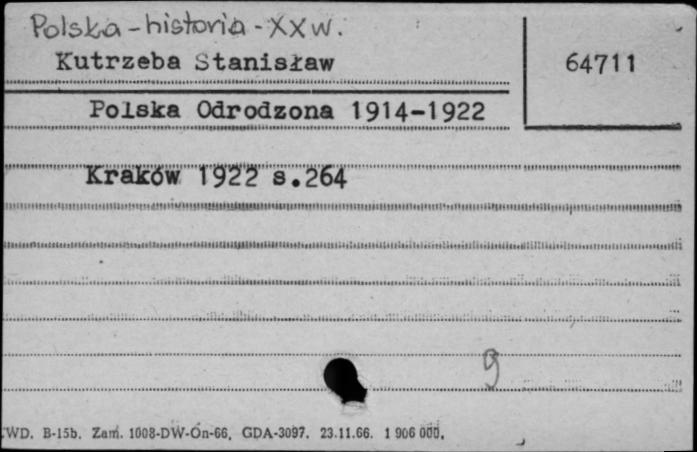 Polska - historia - XX w.
Kutrzeba Stanisław
64711
Polska Odrodzona 1914-1922
Kraków 1922 s.264
9
WD. B-15b. Zam. 1008-DW-On-66. GDA-3097. 23.11.66. 1 906 000.